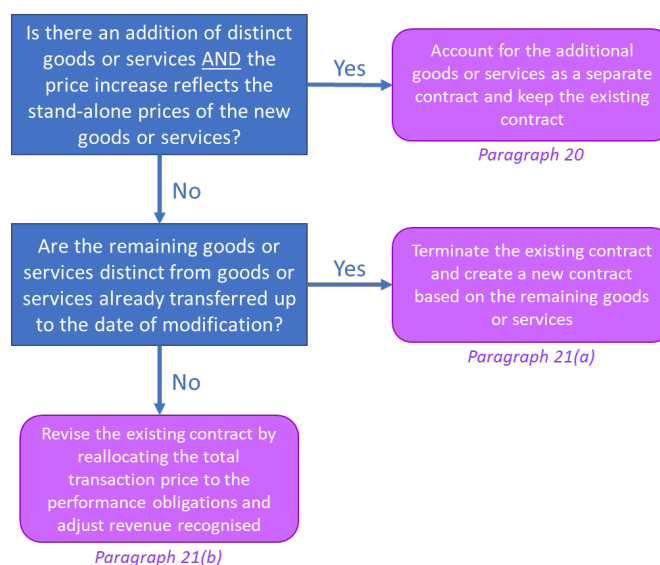 Is there an addition of distinct
goods or services AND the
price increase reflects the
stand-alone prices of the new
goods or services?
Yes
Account for the additional
goods or services as a separate
contract and keep the existing
contract
Paragraph 20
No
Are the remaining goods or
services distinct from goods or
services already transferred up
to the date of modification?
Yes
Terminate the existing contract
and create a new contract
based on the remaining goods
or services
Paragraph 21(a)
No
Revise the existing contract by
reallocating the total
transaction price to the
performance obligations and
adjust revenue recognised
Paragraph 21(b)